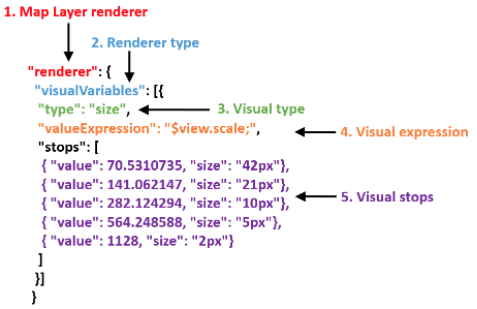 1. Map Layer renderer
2. Renderer type
"renderer": {
"visualVariables": [{
"type": "size",
3. Visual type
"valueExpression": "$view.scale;",
4. Visual expression
"stops": [
{ "value": 70.5310735, "size": "42px"},
{ "value": 141.062147, "size": "21px"},
{ "value": 282.124294, "size": "10px"},
5. Visual stops
{ "value": 564.248588, "size": "5px"},
{ "value": 1128, "size": "2px"}
]
}]
}